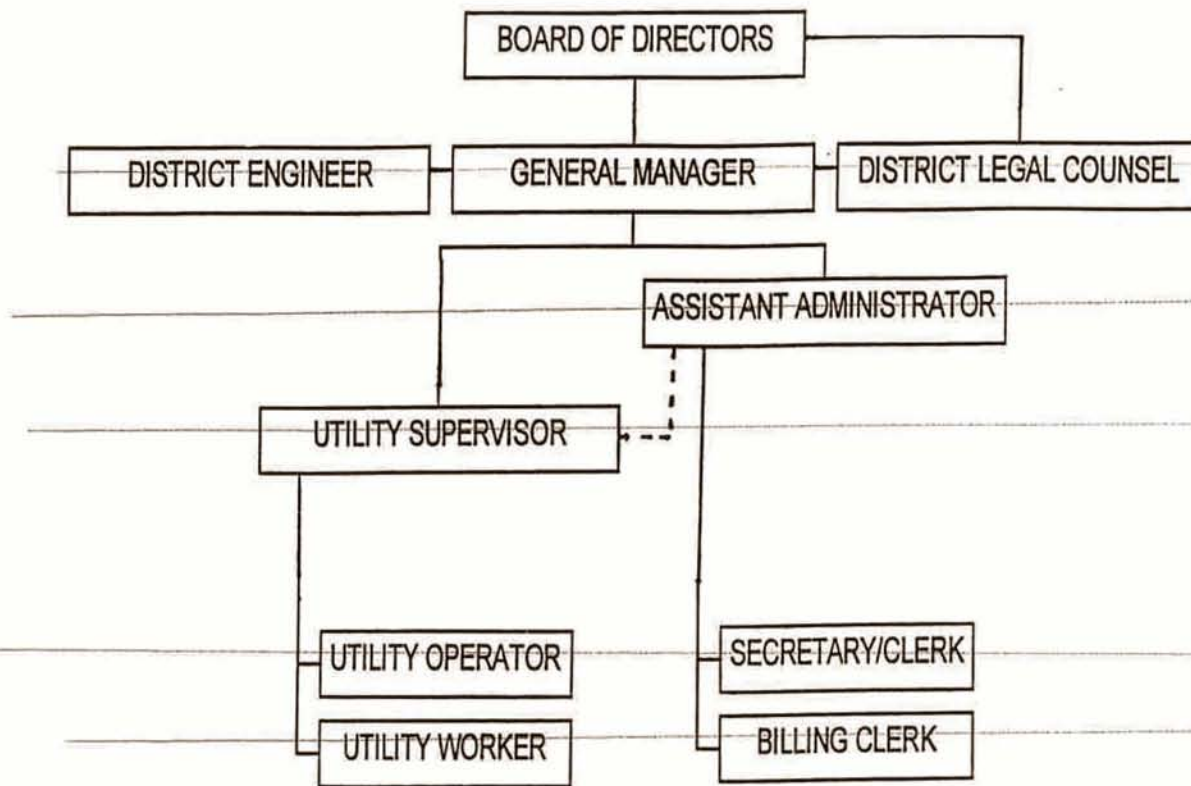 BOARD OF DIRECTORS
DISTRICT ENGINEER
GENERAL MANAGER
DISTRICT LEGAL COUNSEL
ASSISTANT ADMINISTRATOR
UTILITY SUPERVISOR
UTILITY OPERATOR
SECRETARY/CLERK
UTILITY WORKER
BILLING CLERK